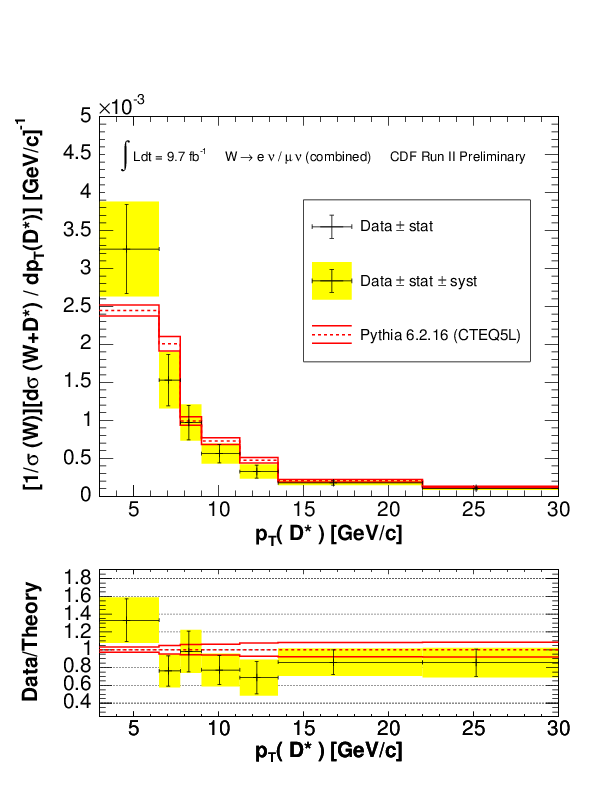 ×10⁻³
[1/σ (W)][dσ (W+D*) / dp_T(D*)] [GeV/c]⁻¹
5
4.5
4
3.5
3
2.5
2
1.5
1
0.5
0
∫ Ldt = 9.7 fb⁻¹ W → e ν / μ ν (combined) CDF Run II Preliminary
Data ± stat
Data ± stat ± syst
Pythia 6.2.16 (CTEQ5L)
5 10 15 20 25 30
p_T( D* ) [GeV/c]
Data/Theory
1.8
1.6
1.4
1.2
1
0.8
0.6
0.4
5 10 15 20 25 30
p_T( D* ) [GeV/c]